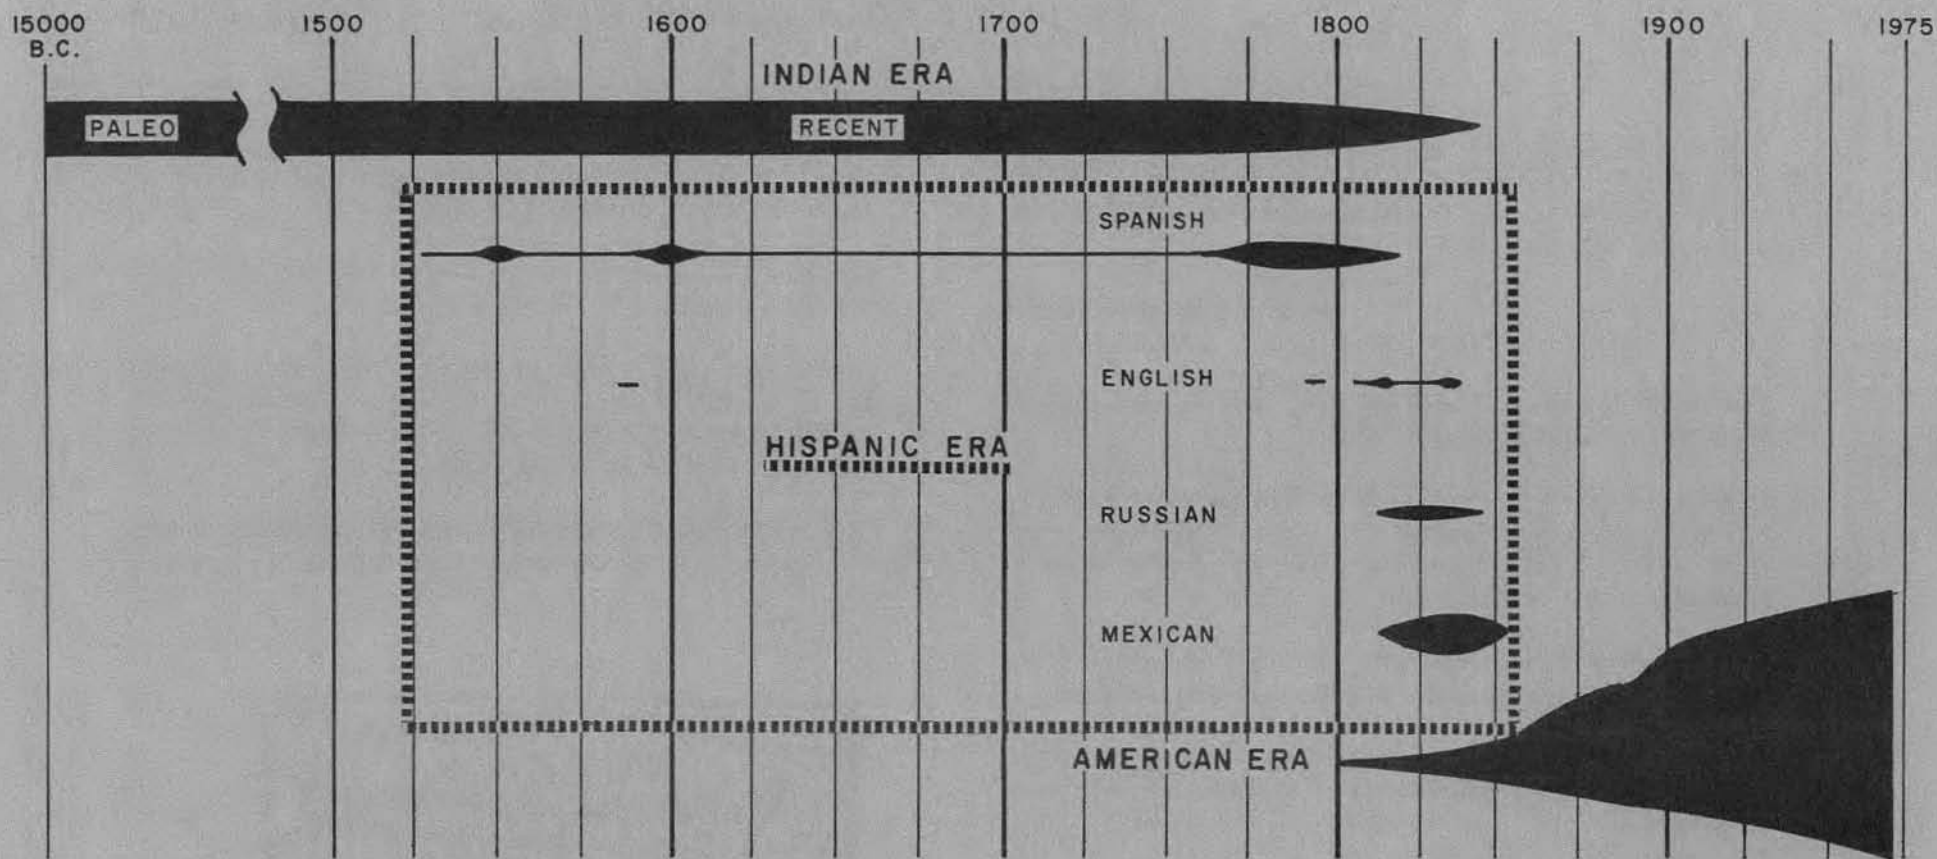 15000 1500 1600 1700 1800 1900 1975
B.C.
INDIAN ERA
PALEO RECENT
SPANISH
ENGLISH
HISPANIC ERA
RUSSIAN
MEXICAN
AMERICAN ERA